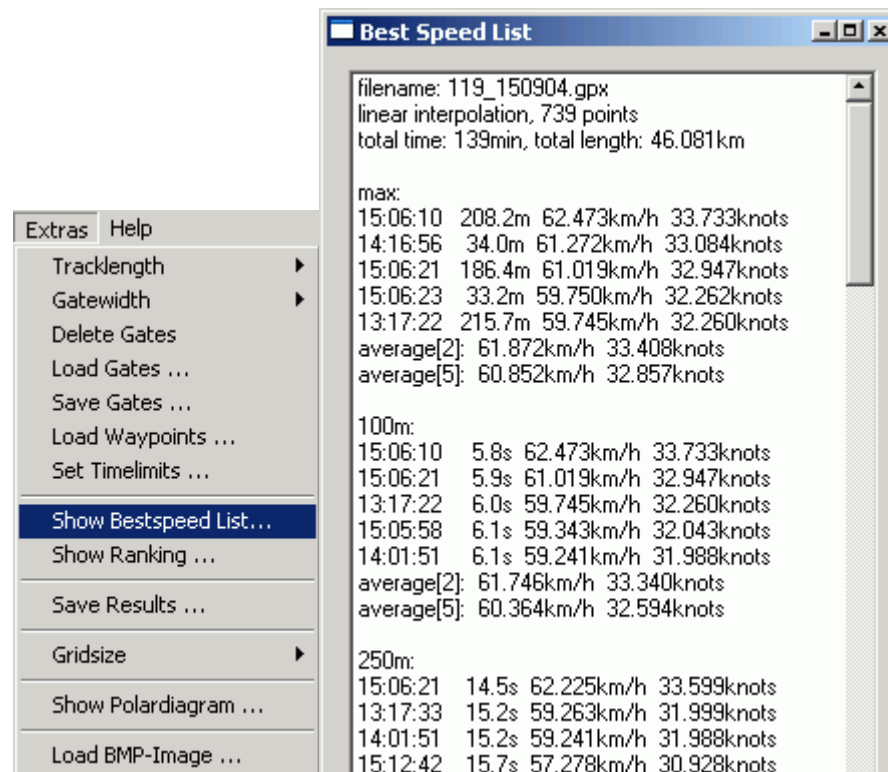 Best Speed List
filename: 119_150904.gpx
linear interpolation, 739 points
total time: 139min, total length: 46.081km
max:
15:06:10 208.2m 62.473km/h 33.733knots
14:16:56 34.0m 61.272km/h 33.084knots
15:06:21 186.4m 61.019km/h 32.947knots
15:06:23 33.2m 59.750km/h 32.262knots
13:17:22 215.7m 59.745km/h 32.260knots
average[2]: 61.872km/h 33.408knots
average[5]: 60.852km/h 32.857knots
100m:
15:06:10 5.8s 62.473km/h 33.733knots
15:06:21 5.9s 61.019km/h 32.947knots
13:17:22 6.0s 59.745km/h 32.260knots
15:05:58 6.1s 59.343km/h 32.043knots
14:01:51 6.1s 59.241km/h 31.988knots
average[2]: 61.746km/h 33.340knots
average[5]: 60.364km/h 32.594knots
250m:
15:06:21 14.5s 62.225km/h 33.599knots
13:17:33 15.2s 59.263km/h 31.999knots
14:01:51 15.2s 59.241km/h 31.988knots
15:12:42 15.7s 57.278km/h 30.928knots
Extras Help
Tracklength
Gatewidth
Delete Gates
Load Gates ...
Save Gates ...
Load Waypoints ...
Set Timelimits ...
Show Bestspeed List...
Show Ranking ...
Save Results ...
Gridsize
Show Polardiagram ...
Load BMP-Image ...